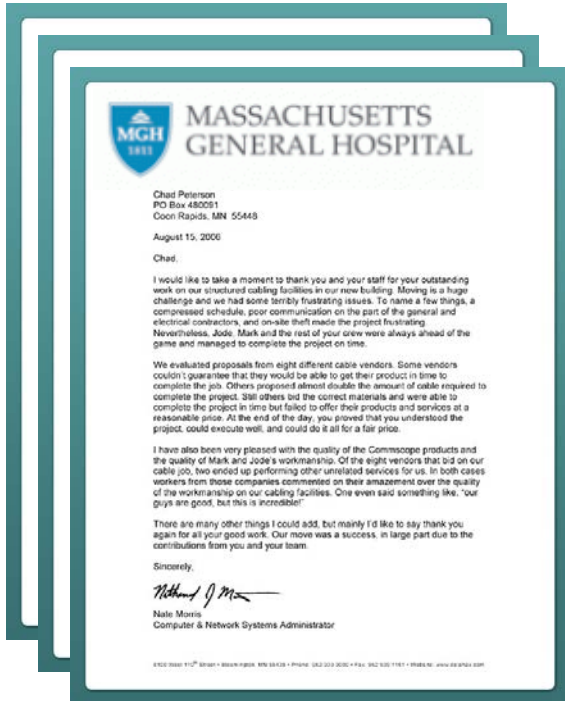 MGH
1811
MASSACHUSETTS
GENERAL HOSPITAL
Chad Peterson
PO Box 480091
Coon Rapids, MN 55448
August 15, 2006
Chad,
I would like to take a moment to thank you and your staff for your outstanding
work on our structured cabling facilities in our new building. Moving is a huge
challenge and we had some terribly frustrating issues. To name a few things, a
compressed schedule, poor communication on the part of the general and
electrical contractors, and on-site theft made the project frustrating.
Nevertheless, Jode, Mark and the rest of your crew were always ahead of the
game and managed to complete the project on time.
We evaluated proposals from eight different cable vendors. Some vendors
couldn't guarantee that they would be able to get their product in time to
complete the job. Others proposed almost double the amount of cable required to
complete the project. Still others bid the correct materials and were able to
complete the project in time but failed to offer their products and services at a
reasonable price. At the end of the day, you proved that you understood the
project, could execute well, and could do it all for a fair price.
I have also been very pleased with the quality of the Commscope products and
the quality of Mark and Jode's workmanship. Of the eight vendors that bid on our
cable job, two ended up performing other unrelated services for us. In both cases
workers from those companies commented on their amazement over the quality
of the workmanship on our cabling facilities. One even said something like, "our
guys are good, but this is incredible!"
There are many other things I could add, but mainly I'd like to say thank you
again for all your good work. Our move was a success, in large part due to the
contributions from you and your team.
Sincerely,
Nate Morris
Computer & Network Systems Administrator